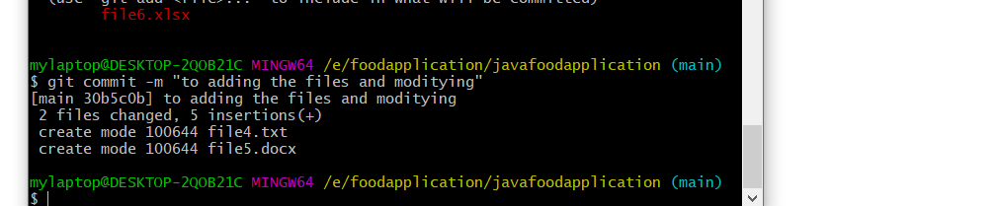 (use "git add <file>..." to include in what will be committed)
file6.xlsx
mylaptop@DESKTOP-2QOB21C MINGW64 /e/foodapplication/javafoodapplication (main)
$ git commit -m "to adding the files and moditying"
[main 30b5c0b] to adding the files and moditying
2 files changed, 5 insertions(+)
create mode 100644 file4.txt
create mode 100644 file5.docx
mylaptop@DESKTOP-2QOB21C MINGW64 /e/foodapplication/javafoodapplication (main)
$